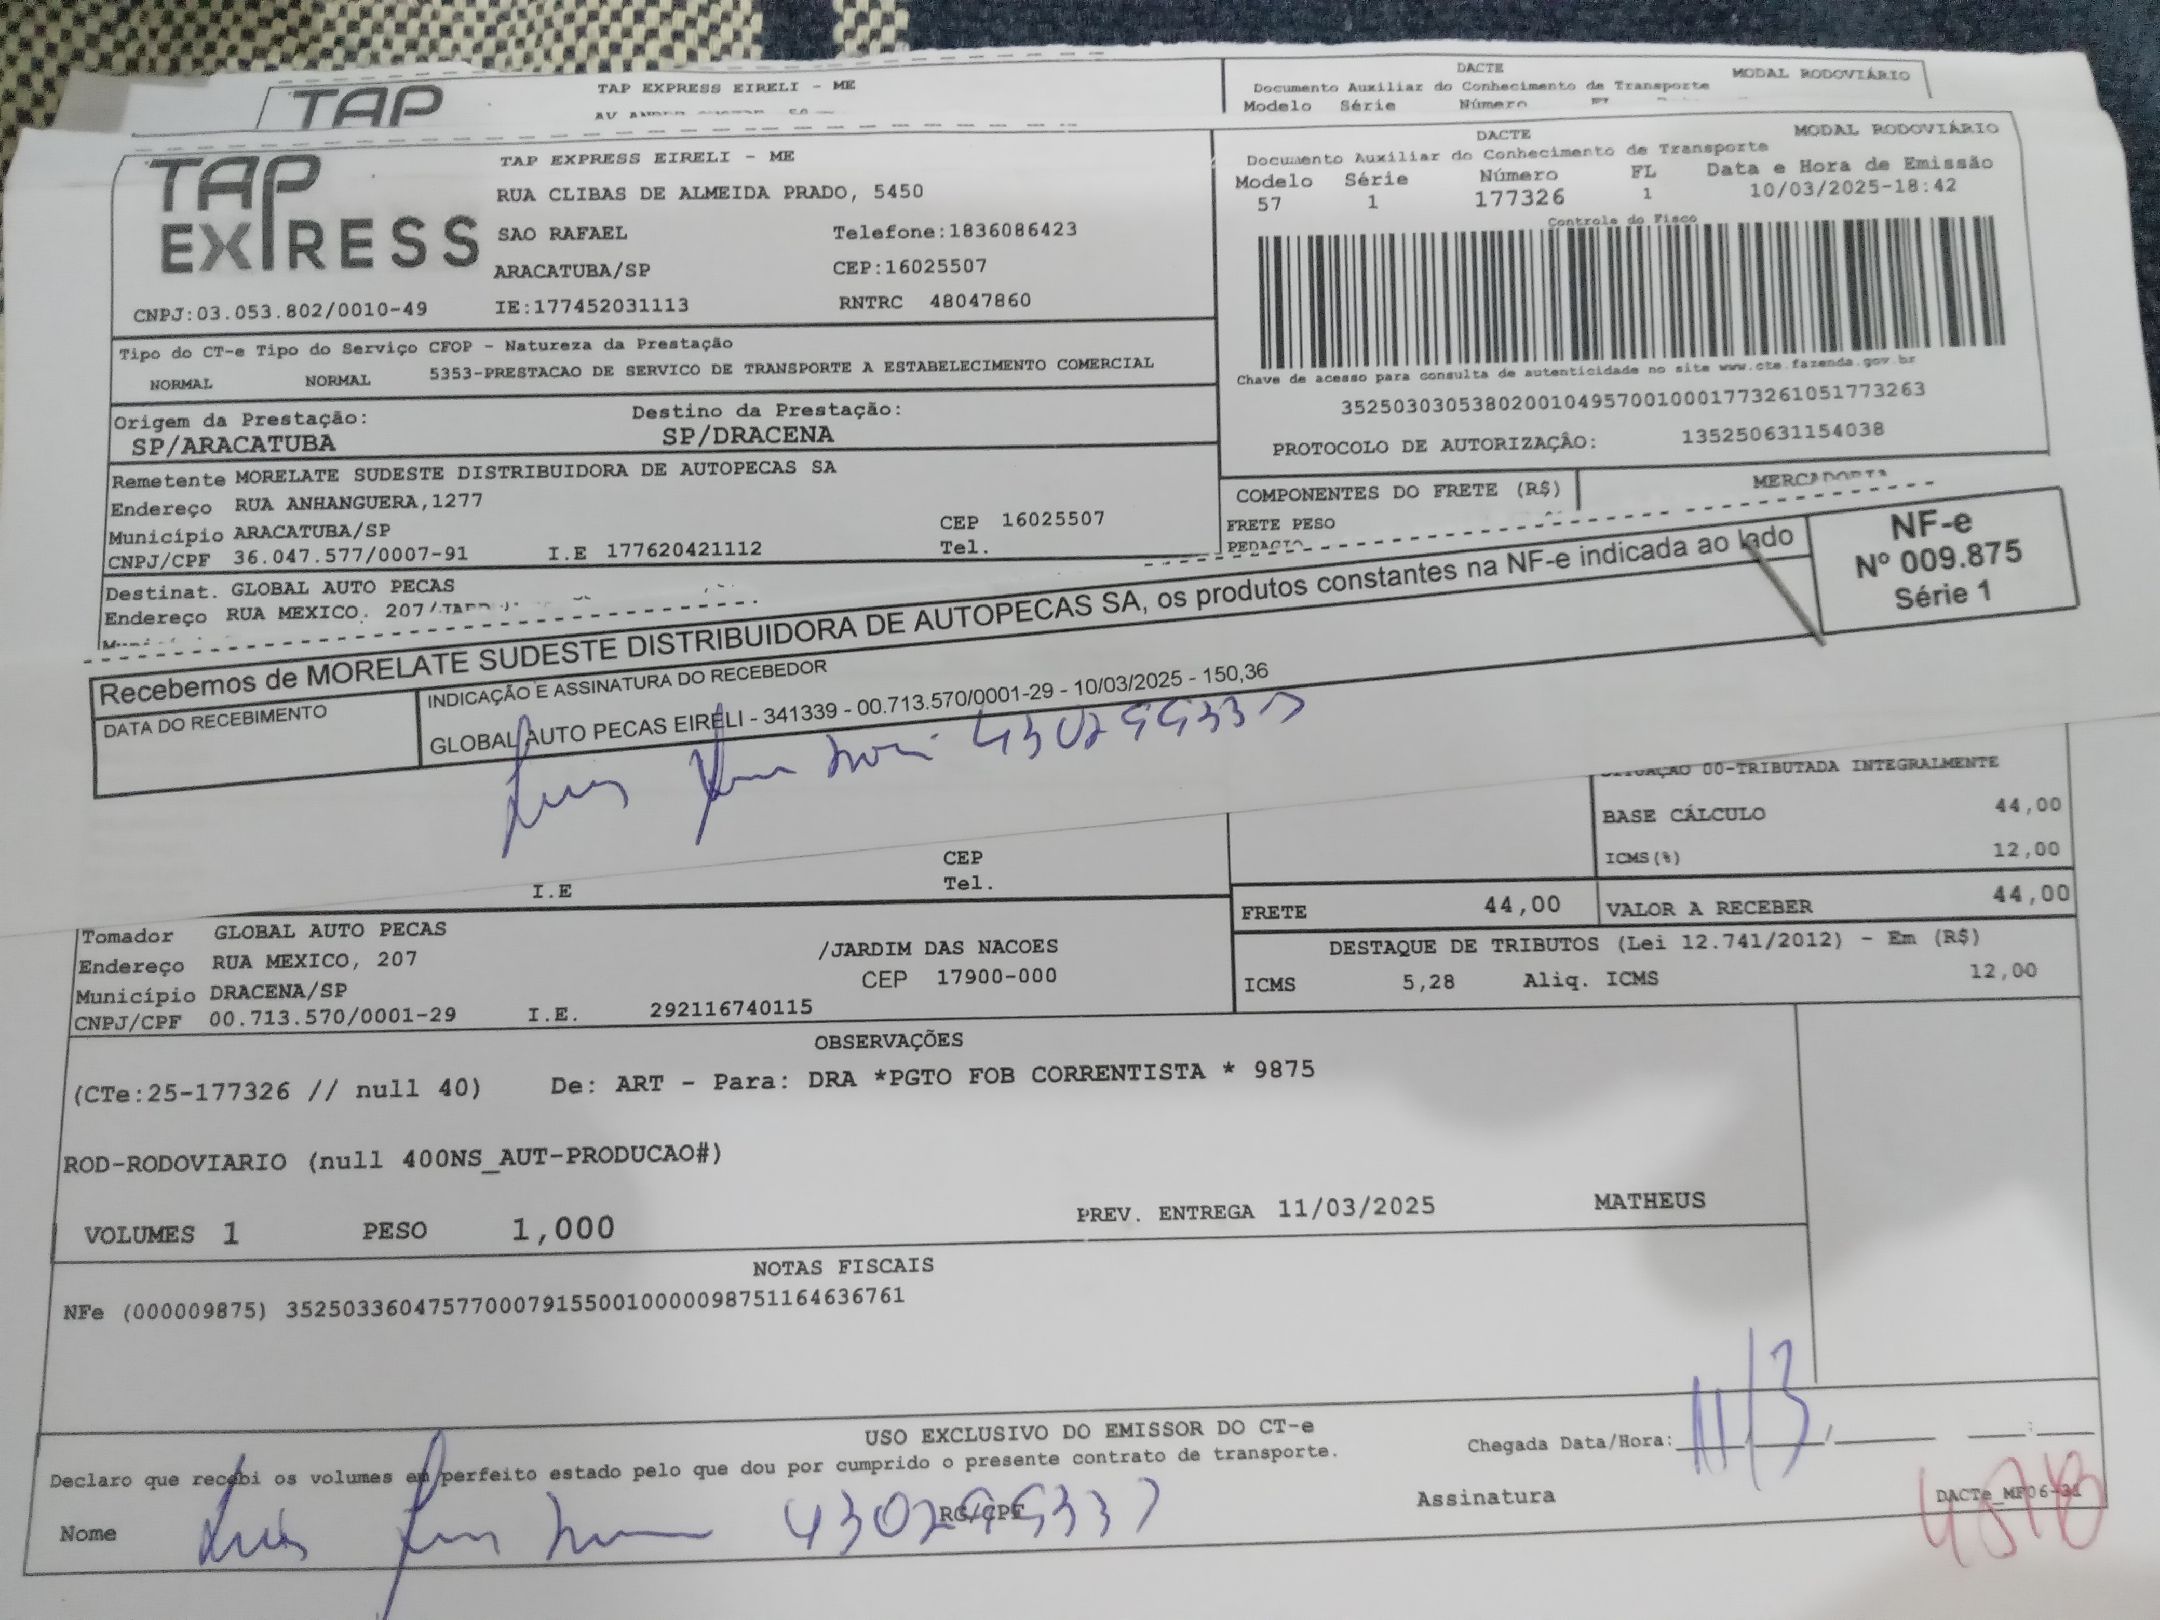 TAP
TAP EXPRESS EIRELI - ME
DACTE
MODAL RODOVIÁRIO
Documento Auxiliar do Conhecimento de Transporte
Modelo Série Número
TAP EXPRESS
TAP EXPRESS EIRELI - ME
RUA CLIBAS DE ALMEIDA PRADO, 5450
SAO RAFAEL Telefone:1836086423
ARACATUBA/SP CEP:16025507
CNPJ:03.053.802/0010-49 IE:177452031113 RNTRC 48047860
DACTE
MODAL RODOVIÁRIO
Documento Auxiliar do Conhecimento de Transporte
Modelo Série Número FL Data e Hora de Emissão
57 1 177326 1 10/03/2025-18:42
Controle do Fisco
Chave de acesso para consulta de autenticidade no site www.cte.fazenda.gov.br
35250303053802001049570010001773261051773263
PROTOCOLO DE AUTORIZAÇÃO: 135250631154038
Tipo do CT-e Tipo do Serviço CFOP - Natureza da Prestação
NORMAL NORMAL 5353-PRESTACAO DE SERVICO DE TRANSPORTE A ESTABELECIMENTO COMERCIAL
Origem da Prestação: Destino da Prestação:
SP/ARACATUBA SP/DRACENA
Remetente MORELATE SUDESTE DISTRIBUIDORA DE AUTOPECAS SA
Endereço RUA ANHANGUERA,1277
Município ARACATUBA/SP CEP 16025507
CNPJ/CPF 36.047.577/0007-91 I.E 177620421112 Tel.
Destinat. GLOBAL AUTO PECAS
Endereço RUA MEXICO, 207
COMPONENTES DO FRETE (R$) MERCADORIA
FRETE PESO
PEDAGIO
Recebemos de MORELATE SUDESTE DISTRIBUIDORA DE AUTOPECAS SA, os produtos constantes na NF-e indicada ao lado
NF-e
Nº 009.875
Série 1
DATA DO RECEBIMENTO
INDICAÇÃO E ASSINATURA DO RECEBEDOR
GLOBAL AUTO PECAS EIRELI - 341339 - 00.713.570/0001-29 - 10/03/2025 - 150,36
SITUAÇÃO 00-TRIBUTADA INTEGRALMENTE
BASE CÁLCULO 44,00
ICMS(%) 12,00
CEP
I.E Tel.
FRETE 44,00 VALOR A RECEBER 44,00
Tomador GLOBAL AUTO PECAS
Endereço RUA MEXICO, 207 /JARDIM DAS NACOES
Município DRACENA/SP CEP 17900-000
CNPJ/CPF 00.713.570/0001-29 I.E. 292116740115
DESTAQUE DE TRIBUTOS (Lei 12.741/2012) - Em (R$)
ICMS 5,28 Aliq. ICMS 12,00
OBSERVAÇÕES
(CTe:25-177326 // null 40) De: ART - Para: DRA *PGTO FOB CORRENTISTA * 9875
ROD-RODOVIARIO (null 400NS_AUT-PRODUCAO#)
VOLUMES 1 PESO 1,000 PREV. ENTREGA 11/03/2025 MATHEUS
NOTAS FISCAIS
NFe (000009875) 35250336047577000791550010000098751164636761
USO EXCLUSIVO DO EMISSOR DO CT-e
Declaro que recebi os volumes em perfeito estado pelo que dou por cumprido o presente contrato de transporte.
Chegada Data/Hora: 11/3
Nome Luis RG/CPF Assinatura